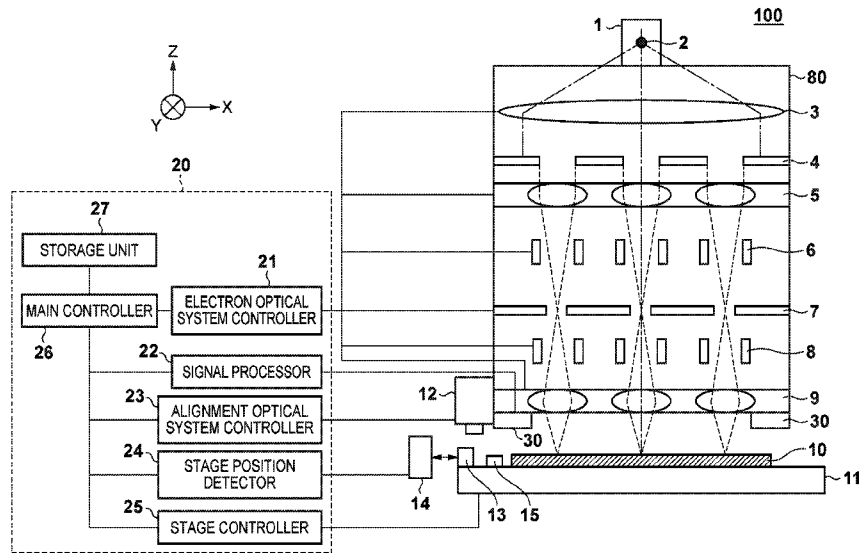 100
1
2
80
Z
Y
X
3
4
5
20
27
STORAGE UNIT
21
6
MAIN CONTROLLER
ELECTRON OPTICAL
SYSTEM CONTROLLER
7
26
22
SIGNAL PROCESSOR
8
23
12
9
ALIGNMENT OPTICAL
SYSTEM CONTROLLER
30
30
24
10
STAGE POSITION
DETECTOR
11
14
13
15
25
STAGE CONTROLLER